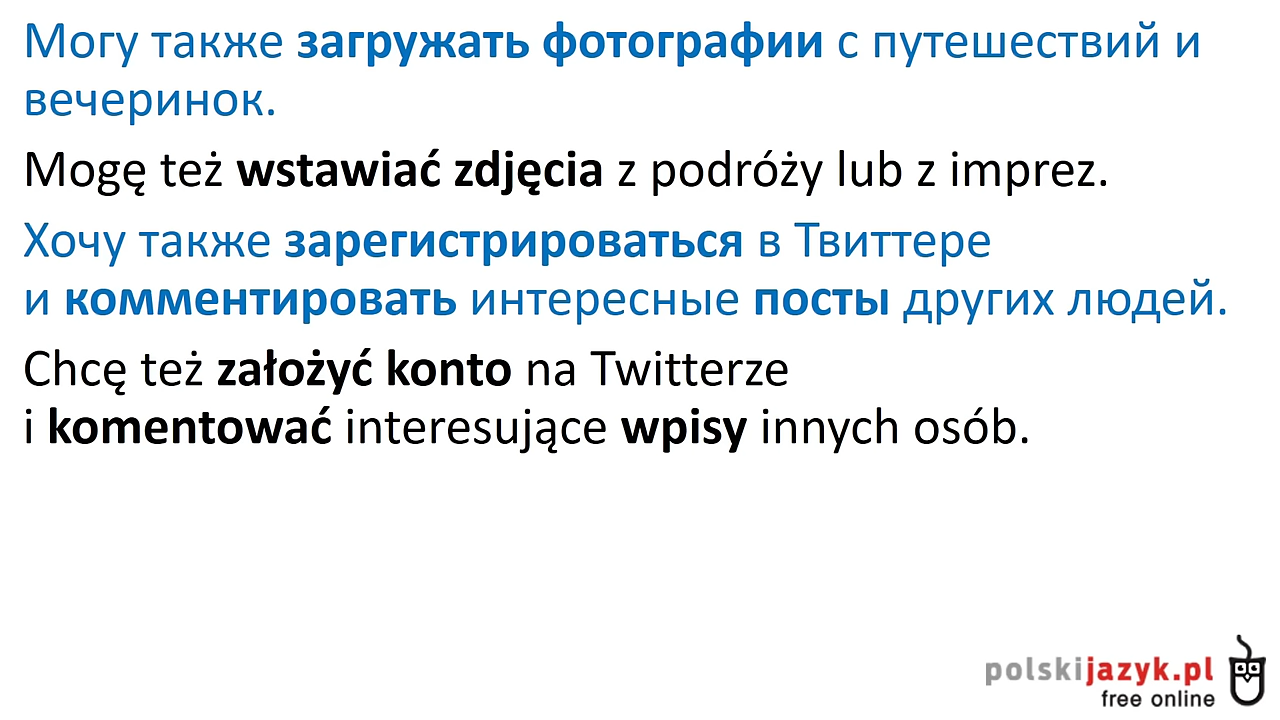 Могу также загружать фотографии с путешествий и
вечеринок.
Mogę też wstawiać zdjęcia z podróży lub z imprez.
Хочу также зарегистрироваться в Твиттере
и комментировать интересные посты других людей.
Chcę też założyć konto na Twitterze
i komentować interesujące wpisy innych osób.
polskijazyk.pl
free online